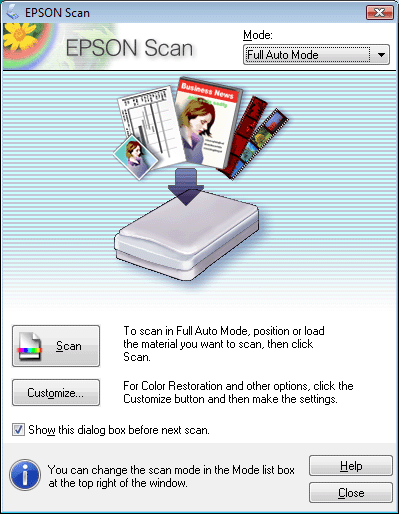 EPSON Scan
EPSON Scan
Mode:
Full Auto Mode
Business News
Scan
To scan in Full Auto Mode, position or load
the material you want to scan, then click
Scan.
Customize...
For Color Restoration and other options, click the
Customize button and then make the settings.
Show this dialog box before next scan.
You can change the scan mode in the Mode list box
at the top right of the window.
Help
Close